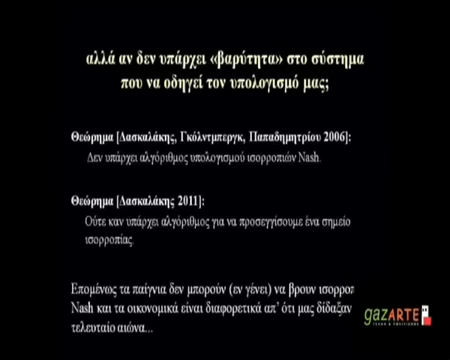 αλλά αν δεν υπάρχει «βαρύτητα» στο σύστημα
που να οδηγεί τον υπολογισμό μας;
Θεώρημα [Δασκαλάκης, Γκόλντμπεργκ, Παπαδημητρίου 2006]:
Δεν υπάρχει αλγόριθμος υπολογισμού ισορροπιών Nash.
Θεώρημα [Δασκαλάκης 2011]:
Ούτε καν υπάρχει αλγόριθμος για να προσεγγίσουμε ένα σημείο
ισορροπίας.
Επομένως τα παίγνια δεν μπορούν (εν γένει) να βρουν ισορροπ
Nash και τα οικονομικά είναι διαφορετικά απ’ ότι μας δίδαξαν
τελευταίο αιώνα...
gazARTE
ΤΕΧΝΗ & ΠΟΛΙΤΙΣΜΟΣ